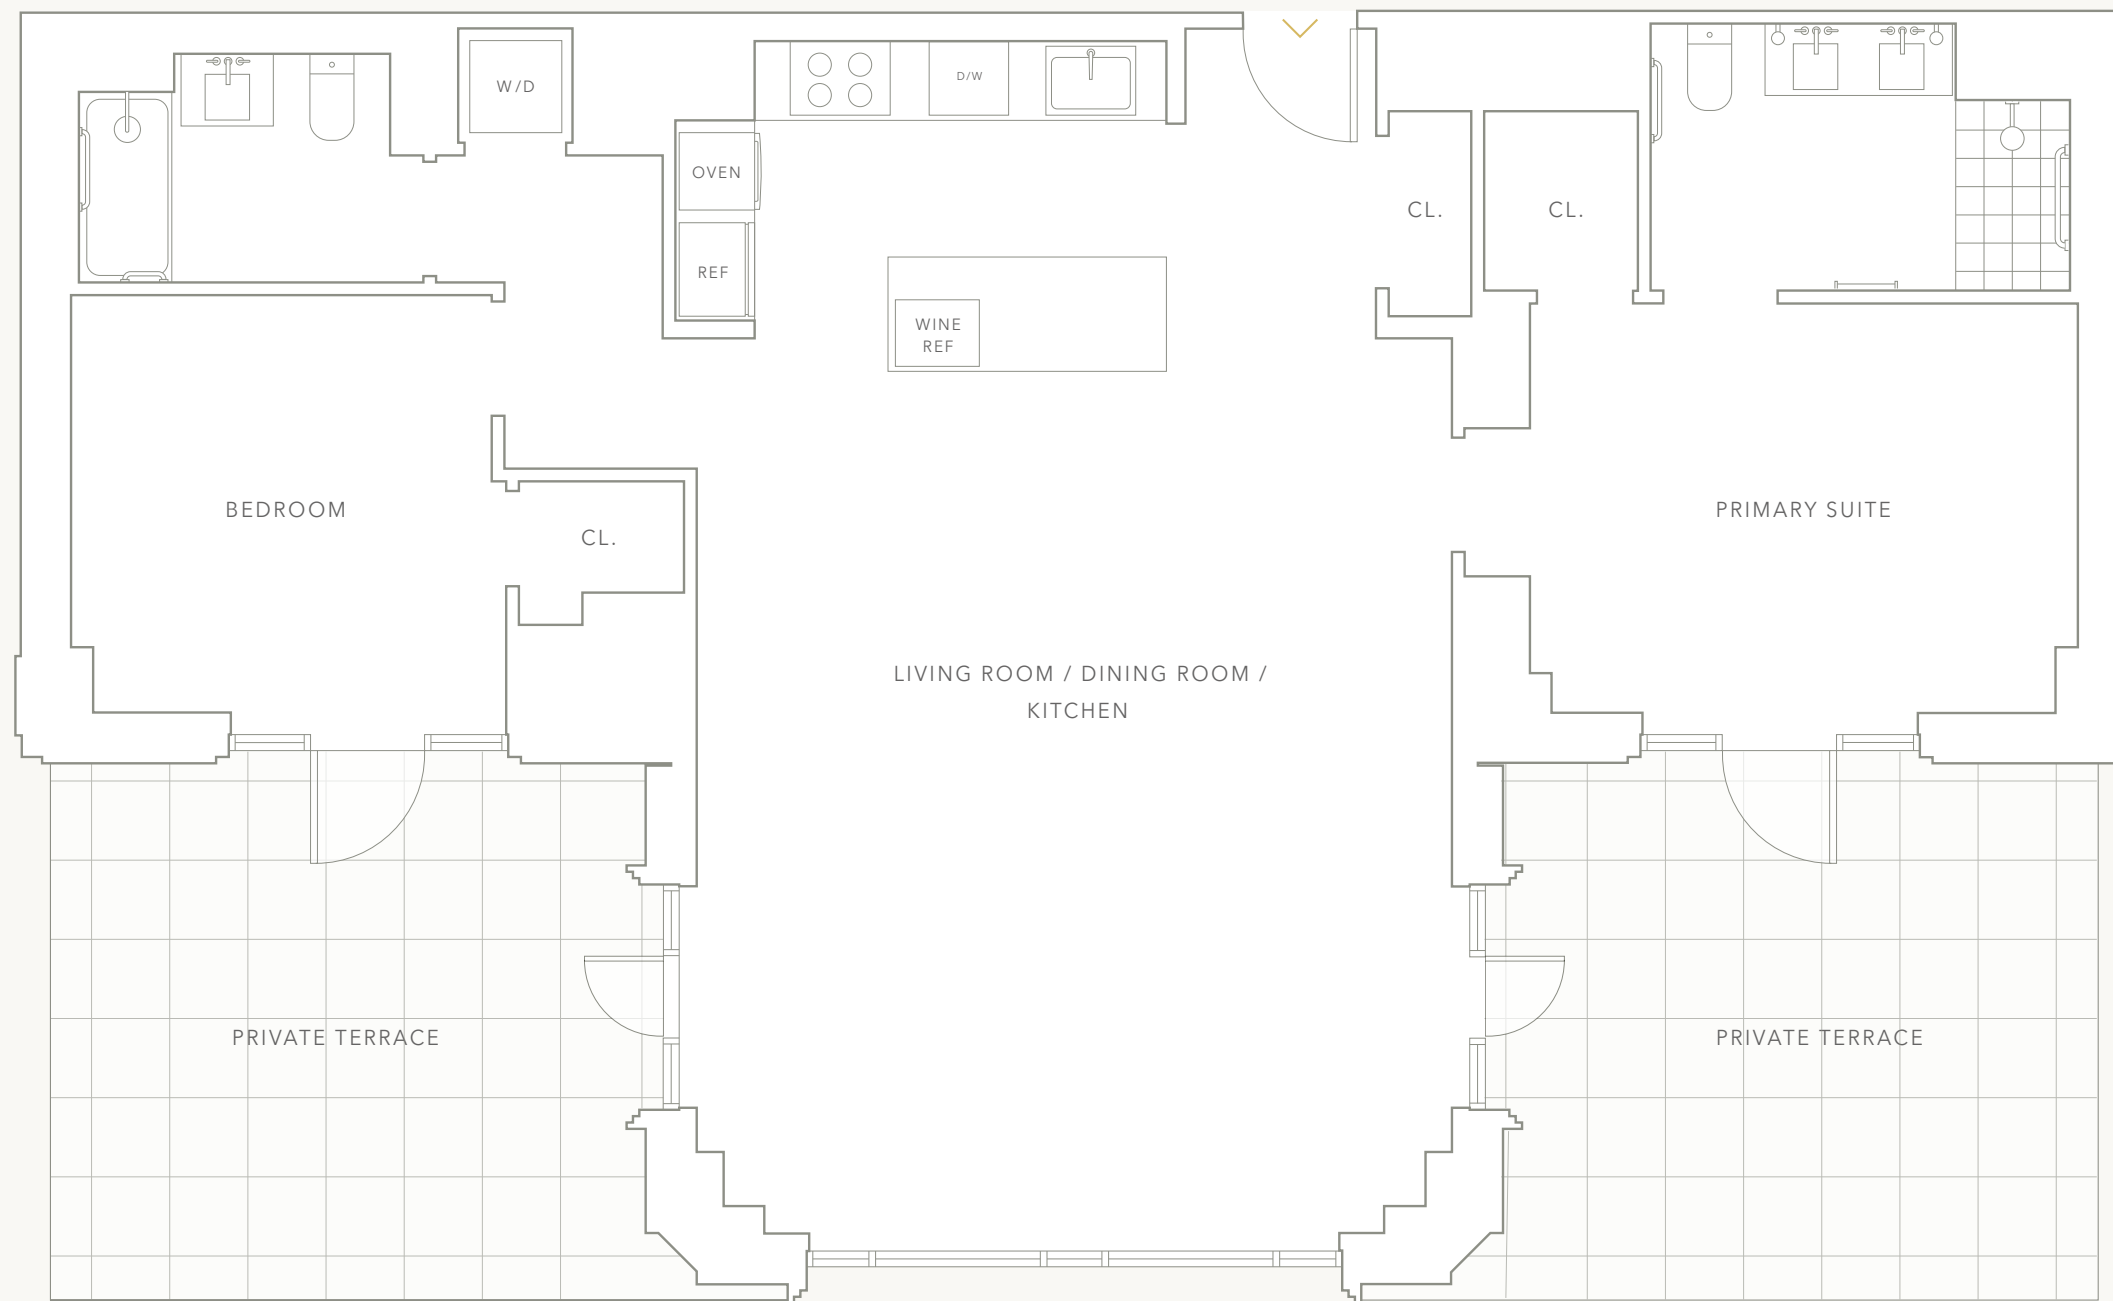 W/D
D/W
OVEN
CL.
CL.
REF
WINE
REF
BEDROOM
CL.
PRIMARY SUITE
LIVING ROOM / DINING ROOM /
KITCHEN
PRIVATE TERRACE
PRIVATE TERRACE